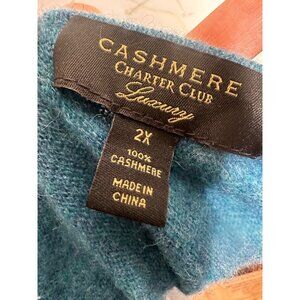 CASHMERE
CHARTER CLUB
Luxury
2X
100%
CASHMERE
MADE IN
CHINA